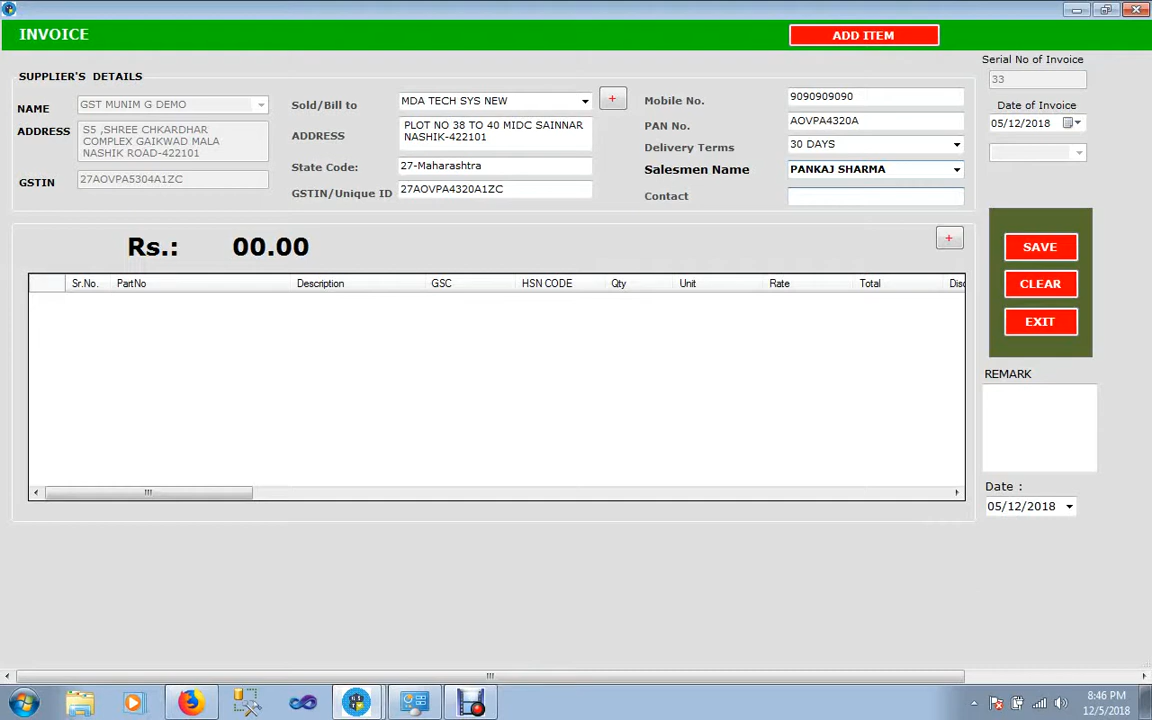 INVOICE
ADD ITEM
SUPPLIER'S DETAILS
NAME
GST MUNIM G DEMO
ADDRESS
S5 ,SHREE CHKARDHAR
COMPLEX GAIKWAD MALA
NASHIK ROAD-422101
GSTIN
27AOVPA5304A1ZC
Sold/Bill to
MDA TECH SYS NEW
+
ADDRESS
PLOT NO 38 TO 40 MIDC SAINNAR
NASHIK-422101
State Code:
27-Maharashtra
GSTIN/Unique ID
27AOVPA4320A1ZC
Mobile No.
9090909090
PAN No.
AOVPA4320A
Delivery Terms
30 DAYS
Salesmen Name
PANKAJ SHARMA
Contact
Serial No of Invoice
33
Date of Invoice
05/12/2018
Rs.: 00.00
+
Sr.No. PartNo Description GSC HSN CODE Qty Unit Rate Total Disc
SAVE
CLEAR
EXIT
REMARK
Date :
05/12/2018
8:46 PM
12/5/2018